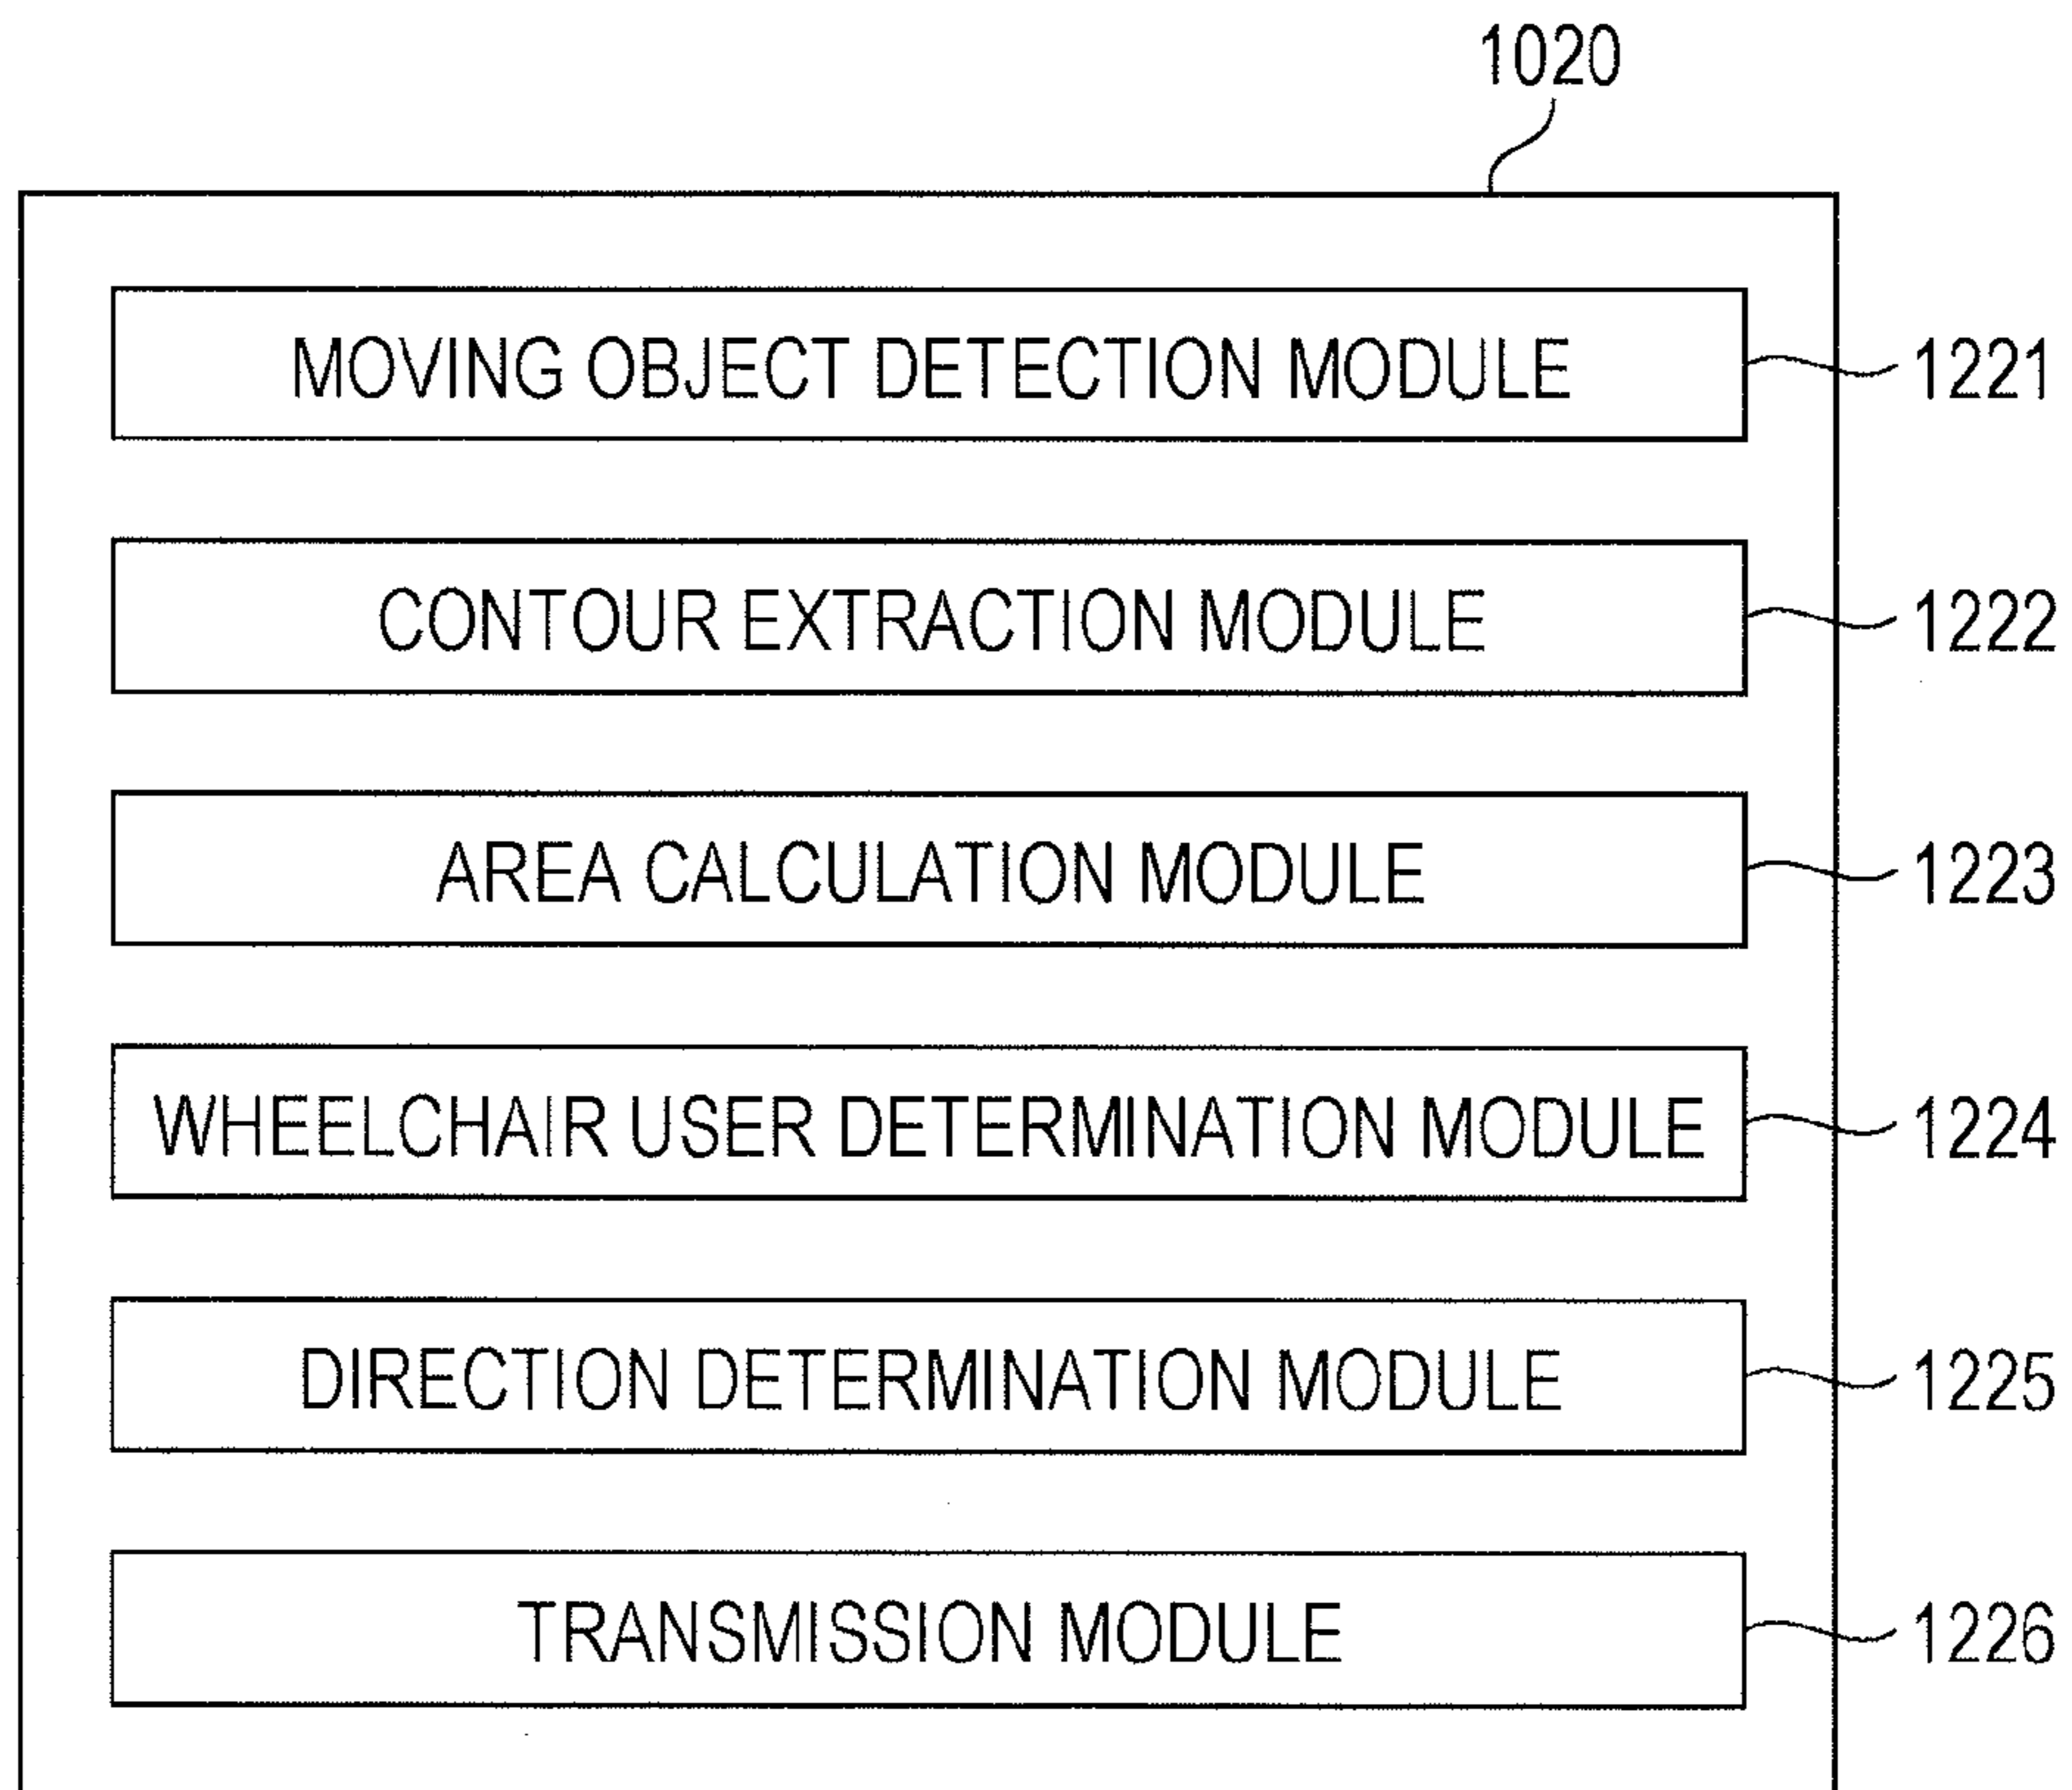 1020
MOVING OBJECT DETECTION MODULE 1221
CONTOUR EXTRACTION MODULE 1222
AREA CALCULATION MODULE 1223
WHEELCHAIR USER DETERMINATION MODULE 1224
DIRECTION DETERMINATION MODULE 1225
TRANSMISSION MODULE 1226